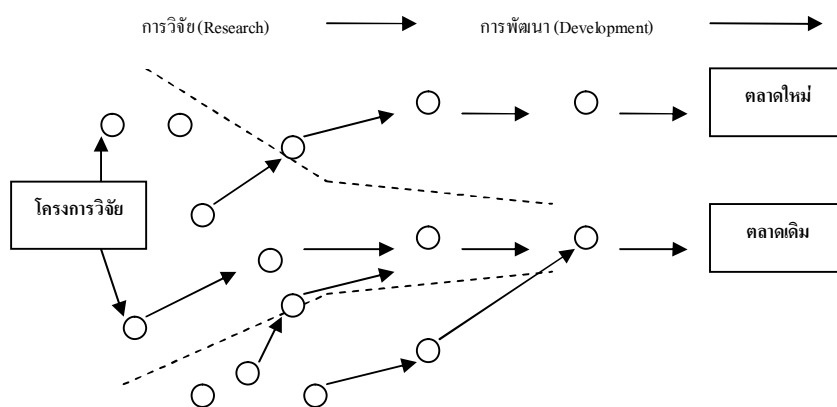 การวิจัย (Research)
การพัฒนา (Development)
ตลาดใหม่
โครงการวิจัย
ตลาดเดิม